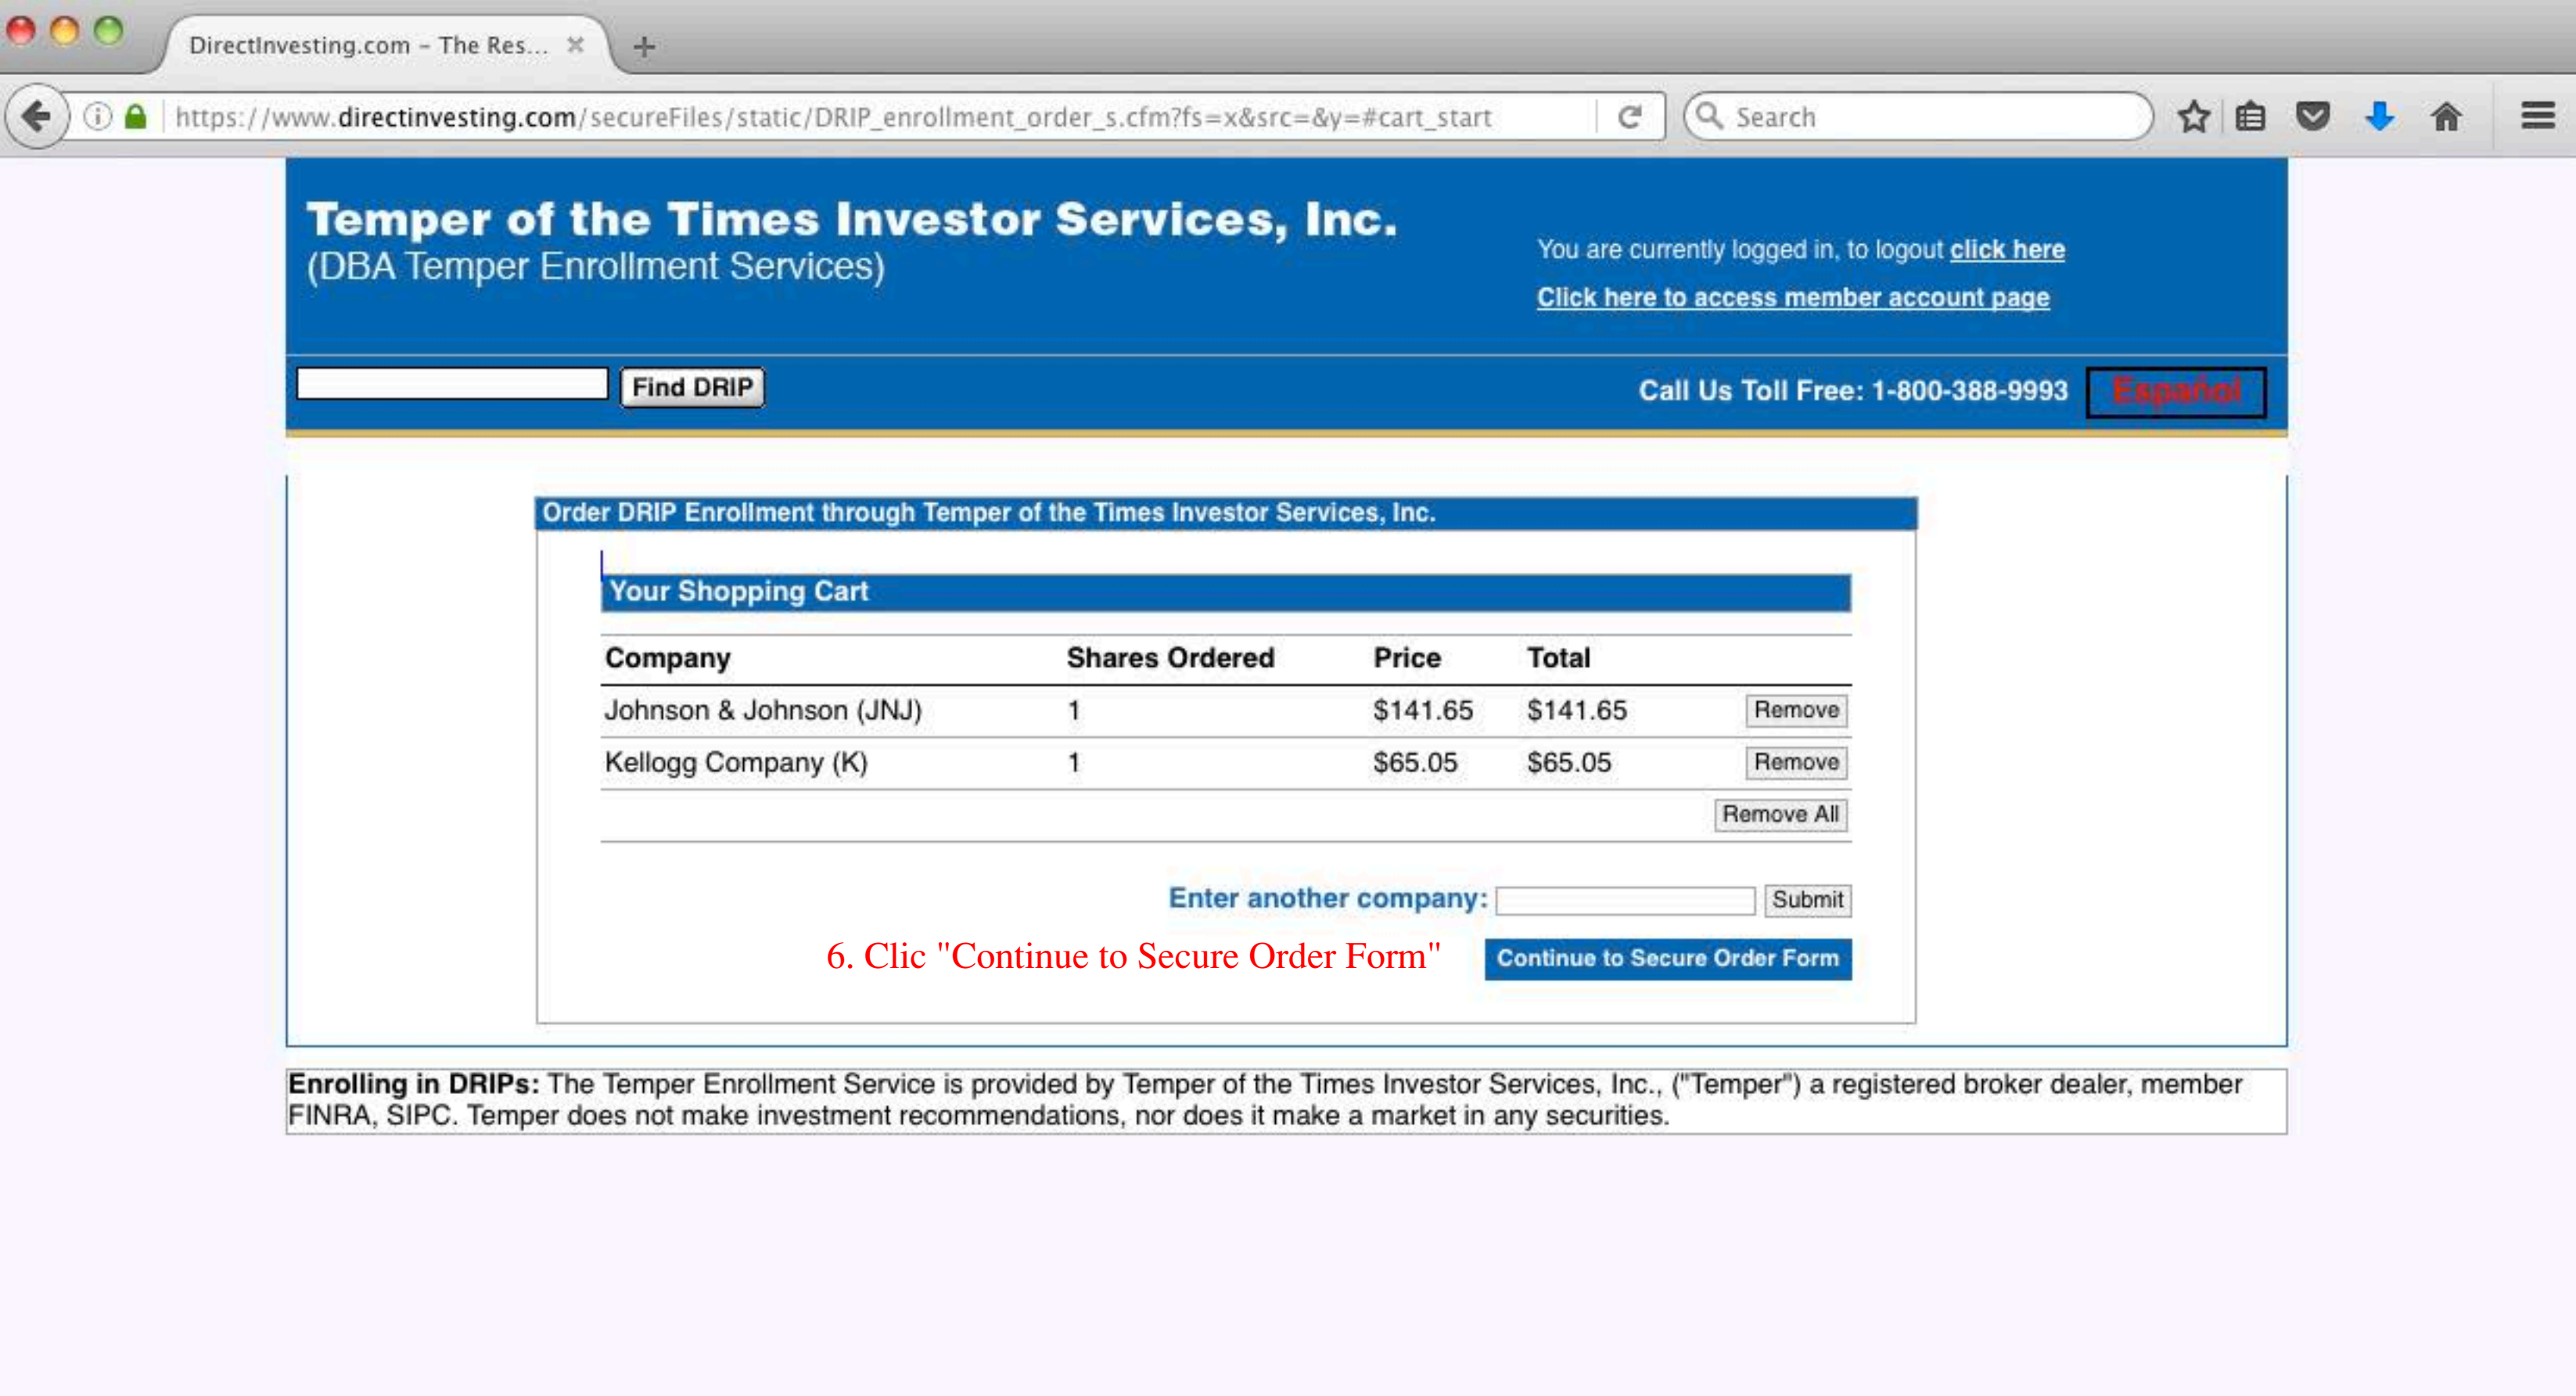 DirectInvesting.com – The Res...
https://www.directinvesting.com/secureFiles/static/DRIP_enrollment_order_s.cfm?fs=x&src=&y=#cart_start
Search
Temper of the Times Investor Services, Inc.
(DBA Temper Enrollment Services)
You are currently logged in, to logout click here
Click here to access member account page
Find DRIP
Call Us Toll Free: 1-800-388-9993
Español
Order DRIP Enrollment through Temper of the Times Investor Services, Inc.
Your Shopping Cart
Company Shares Ordered Price Total
Johnson & Johnson (JNJ) 1 $141.65 $141.65 Remove
Kellogg Company (K) 1 $65.05 $65.05 Remove
Remove All
Enter another company: Submit
6. Clic "Continue to Secure Order Form" Continue to Secure Order Form
Enrolling in DRIPs: The Temper Enrollment Service is provided by Temper of the Times Investor Services, Inc., ("Temper") a registered broker dealer, member
FINRA, SIPC. Temper does not make investment recommendations, nor does it make a market in any securities.